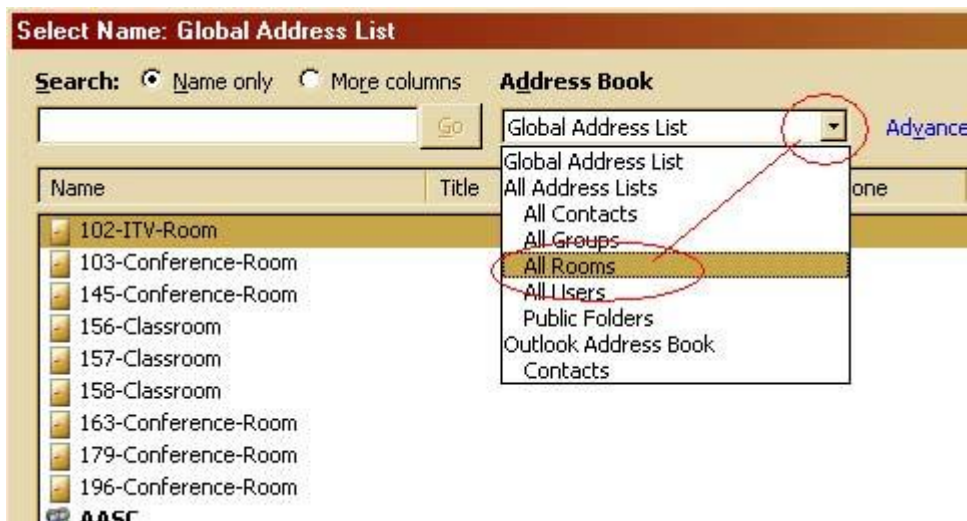 Select Name: Global Address List
Search: Name only More columns Address Book
Go Global Address List Advance
Name Title one
Global Address List
All Address Lists
All Contacts
All Groups
All Rooms
All Users
Public Folders
Outlook Address Book
Contacts
102-ITV-Room
103-Conference-Room
145-Conference-Room
156-Classroom
157-Classroom
158-Classroom
163-Conference-Room
179-Conference-Room
196-Conference-Room
AASC